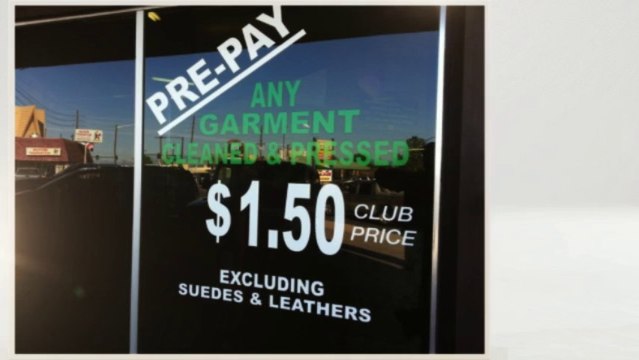 PRE-PAY
ANY
GARMENT
CLEANED & PRESSED
$1.50
CLUB
PRICE
EXCLUDING
SUEDES & LEATHERS